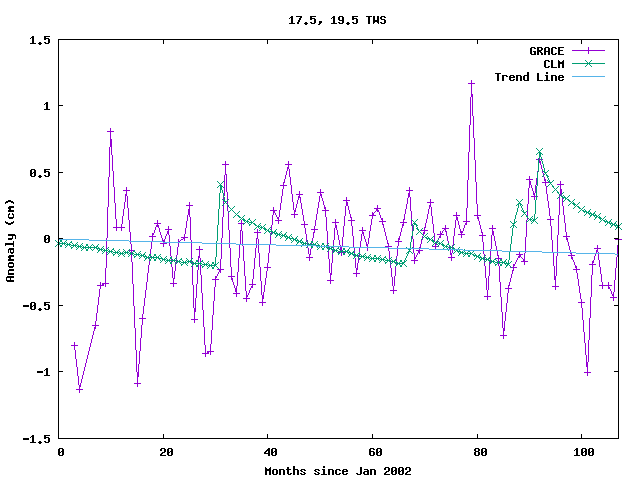 17.5, 19.5 TWS
GRACE
CLM
Trend Line
1.5
1
0.5
0
-0.5
-1
-1.5
Anomaly (cm)
0 20 40 60 80 100
Months since Jan 2002